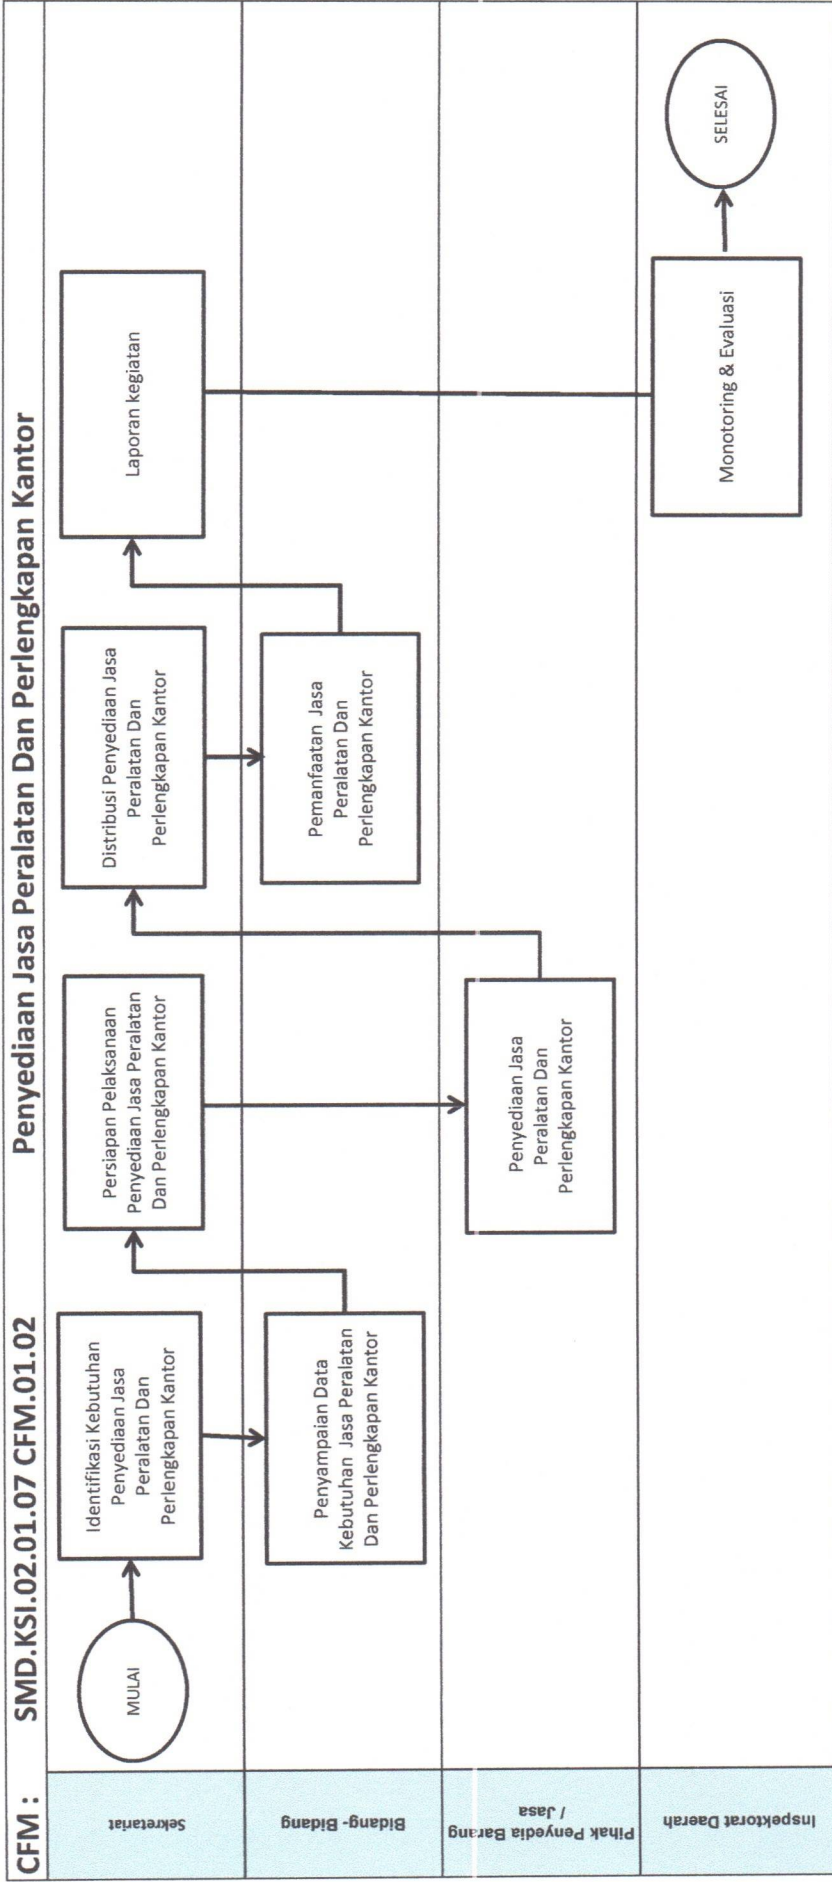 CFM : SMD.KSI.02.01.07 CFM.01.02 Penyediaan Jasa Peralatan Dan Perlengkapan Kantor
Sekretariat
MULAI
Identifikasi Kebutuhan
Penyediaan Jasa
Peralatan Dan
Perlengkapan Kantor
Persiapan Pelaksanaan
Penyediaan Jasa Peralatan
Dan Perlengkapan Kantor
Distribusi Penyediaan Jasa
Peralatan Dan
Perlengkapan Kantor
Laporan kegiatan
Bidang- Bidang
Penyampaian Data
Kebutuhan Jasa Peralatan
Dan Perlengkapan Kantor
Pemanfaatan Jasa
Peralatan Dan
Perlengkapan Kantor
Pihak Penyedia Barang
/ Jasa
Penyediaan Jasa
Peralatan Dan
Perlengkapan Kantor
Inspektorat Daerah
Monotoring & Evaluasi
SELESAI